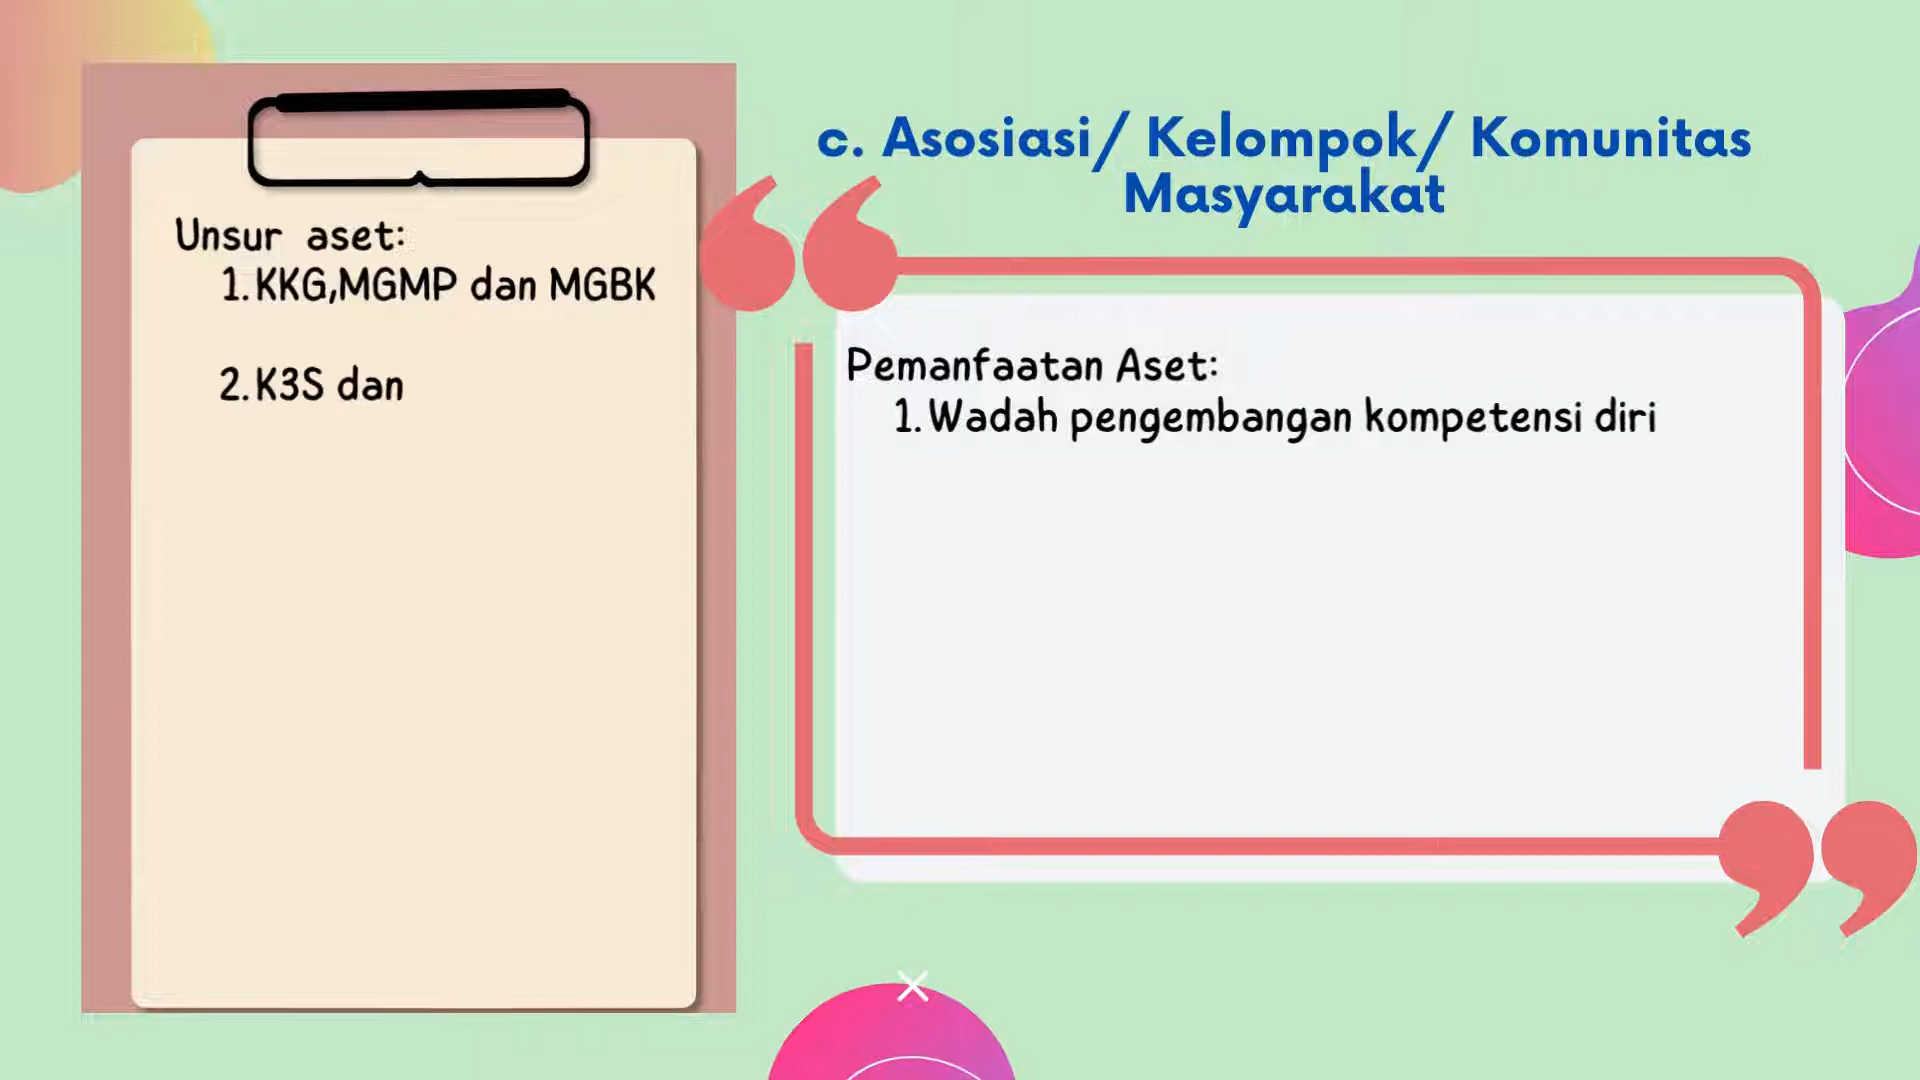 c. Asosiasi/ Kelompok/ Komunitas
Masyarakat
Unsur aset:
1. KKG,MGMP dan MGBK
2. K3S dan
Pemanfaatan Aset:
1. Wadah pengembangan kompetensi diri